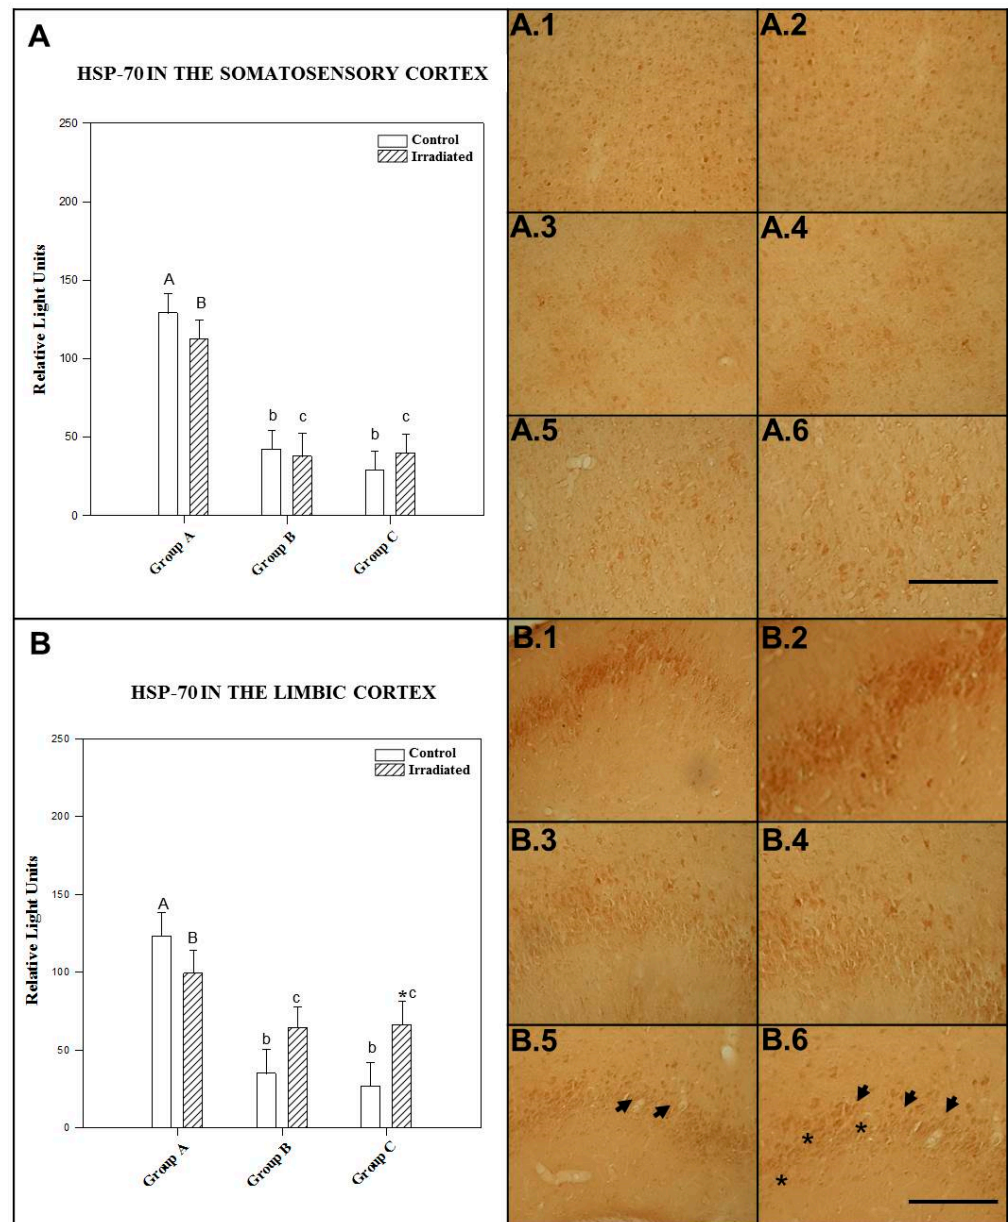 A
HSP-70 IN THE SOMATOSENSORY CORTEX
250
200
150
100
50
0
Relative Light Units
Control
Irradiated
A
B
b
c
b
c
Group A
Group B
Group C
A.1
A.2
A.3
A.4
A.5
A.6
B
HSP-70 IN THE LIMBIC CORTEX
250
200
150
100
50
0
Relative Light Units
Control
Irradiated
A
B
b
c
b
*c
Group A
Group B
Group C
B.1
B.2
B.3
B.4
B.5
B.6
* *
*